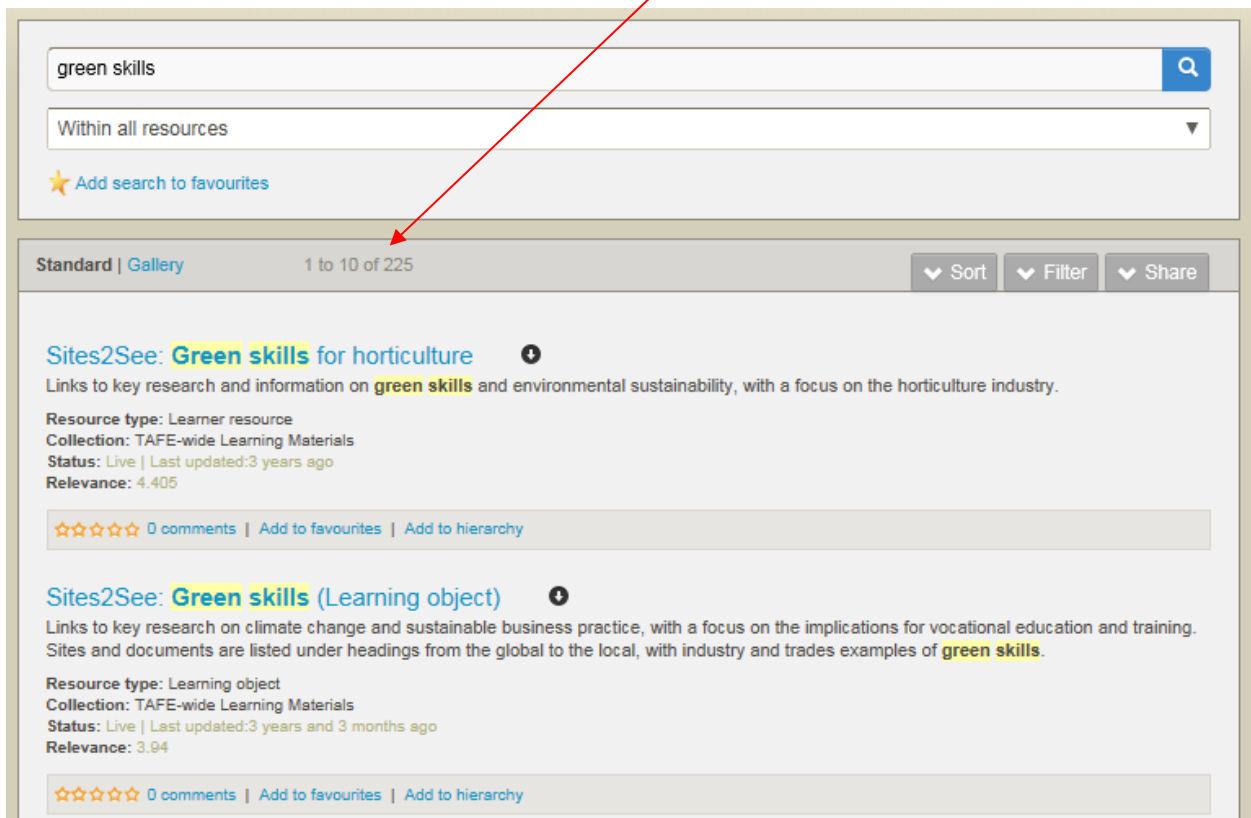 green skills
Within all resources
Add search to favourites
Standard | Gallery 1 to 10 of 225 Sort Filter Share
Sites2See: Green skills for horticulture
Links to key research and information on green skills and environmental sustainability, with a focus on the horticulture industry.
Resource type: Learner resource
Collection: TAFE-wide Learning Materials
Status: Live | Last updated:3 years ago
Relevance: 4.405
0 comments | Add to favourites | Add to hierarchy
Sites2See: Green skills (Learning object)
Links to key research on climate change and sustainable business practice, with a focus on the implications for vocational education and training.
Sites and documents are listed under headings from the global to the local, with industry and trades examples of green skills.
Resource type: Learning object
Collection: TAFE-wide Learning Materials
Status: Live | Last updated:3 years and 3 months ago
Relevance: 3.94
0 comments | Add to favourites | Add to hierarchy